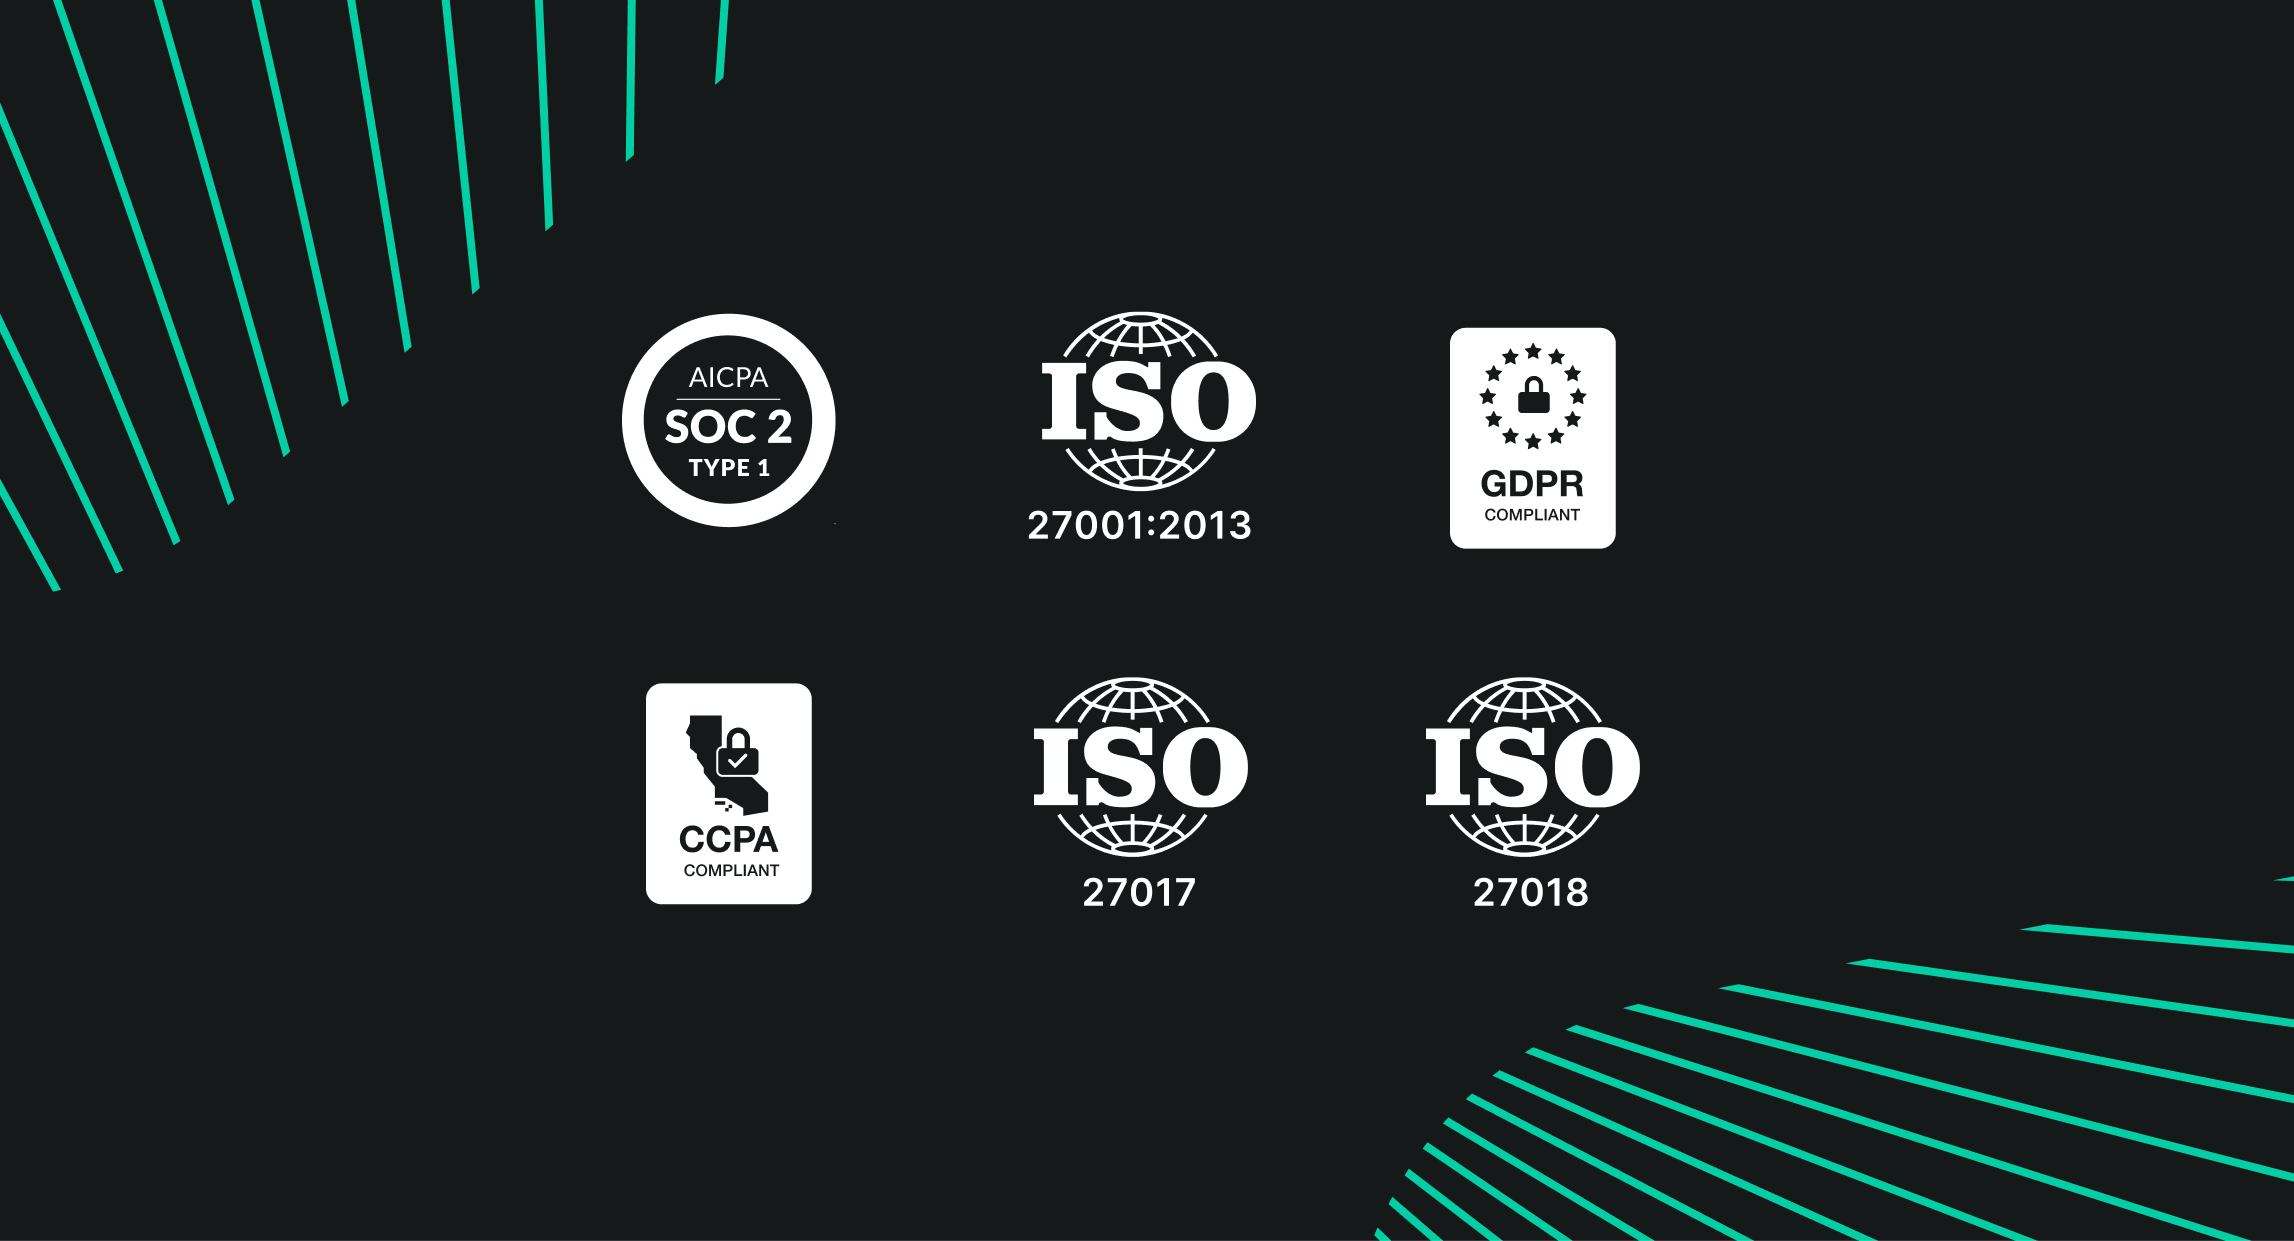 AICPA
SOC 2
TYPE 1
ISO
27001:2013
GDPR
COMPLIANT
CCPA
COMPLIANT
ISO
27017
ISO
27018